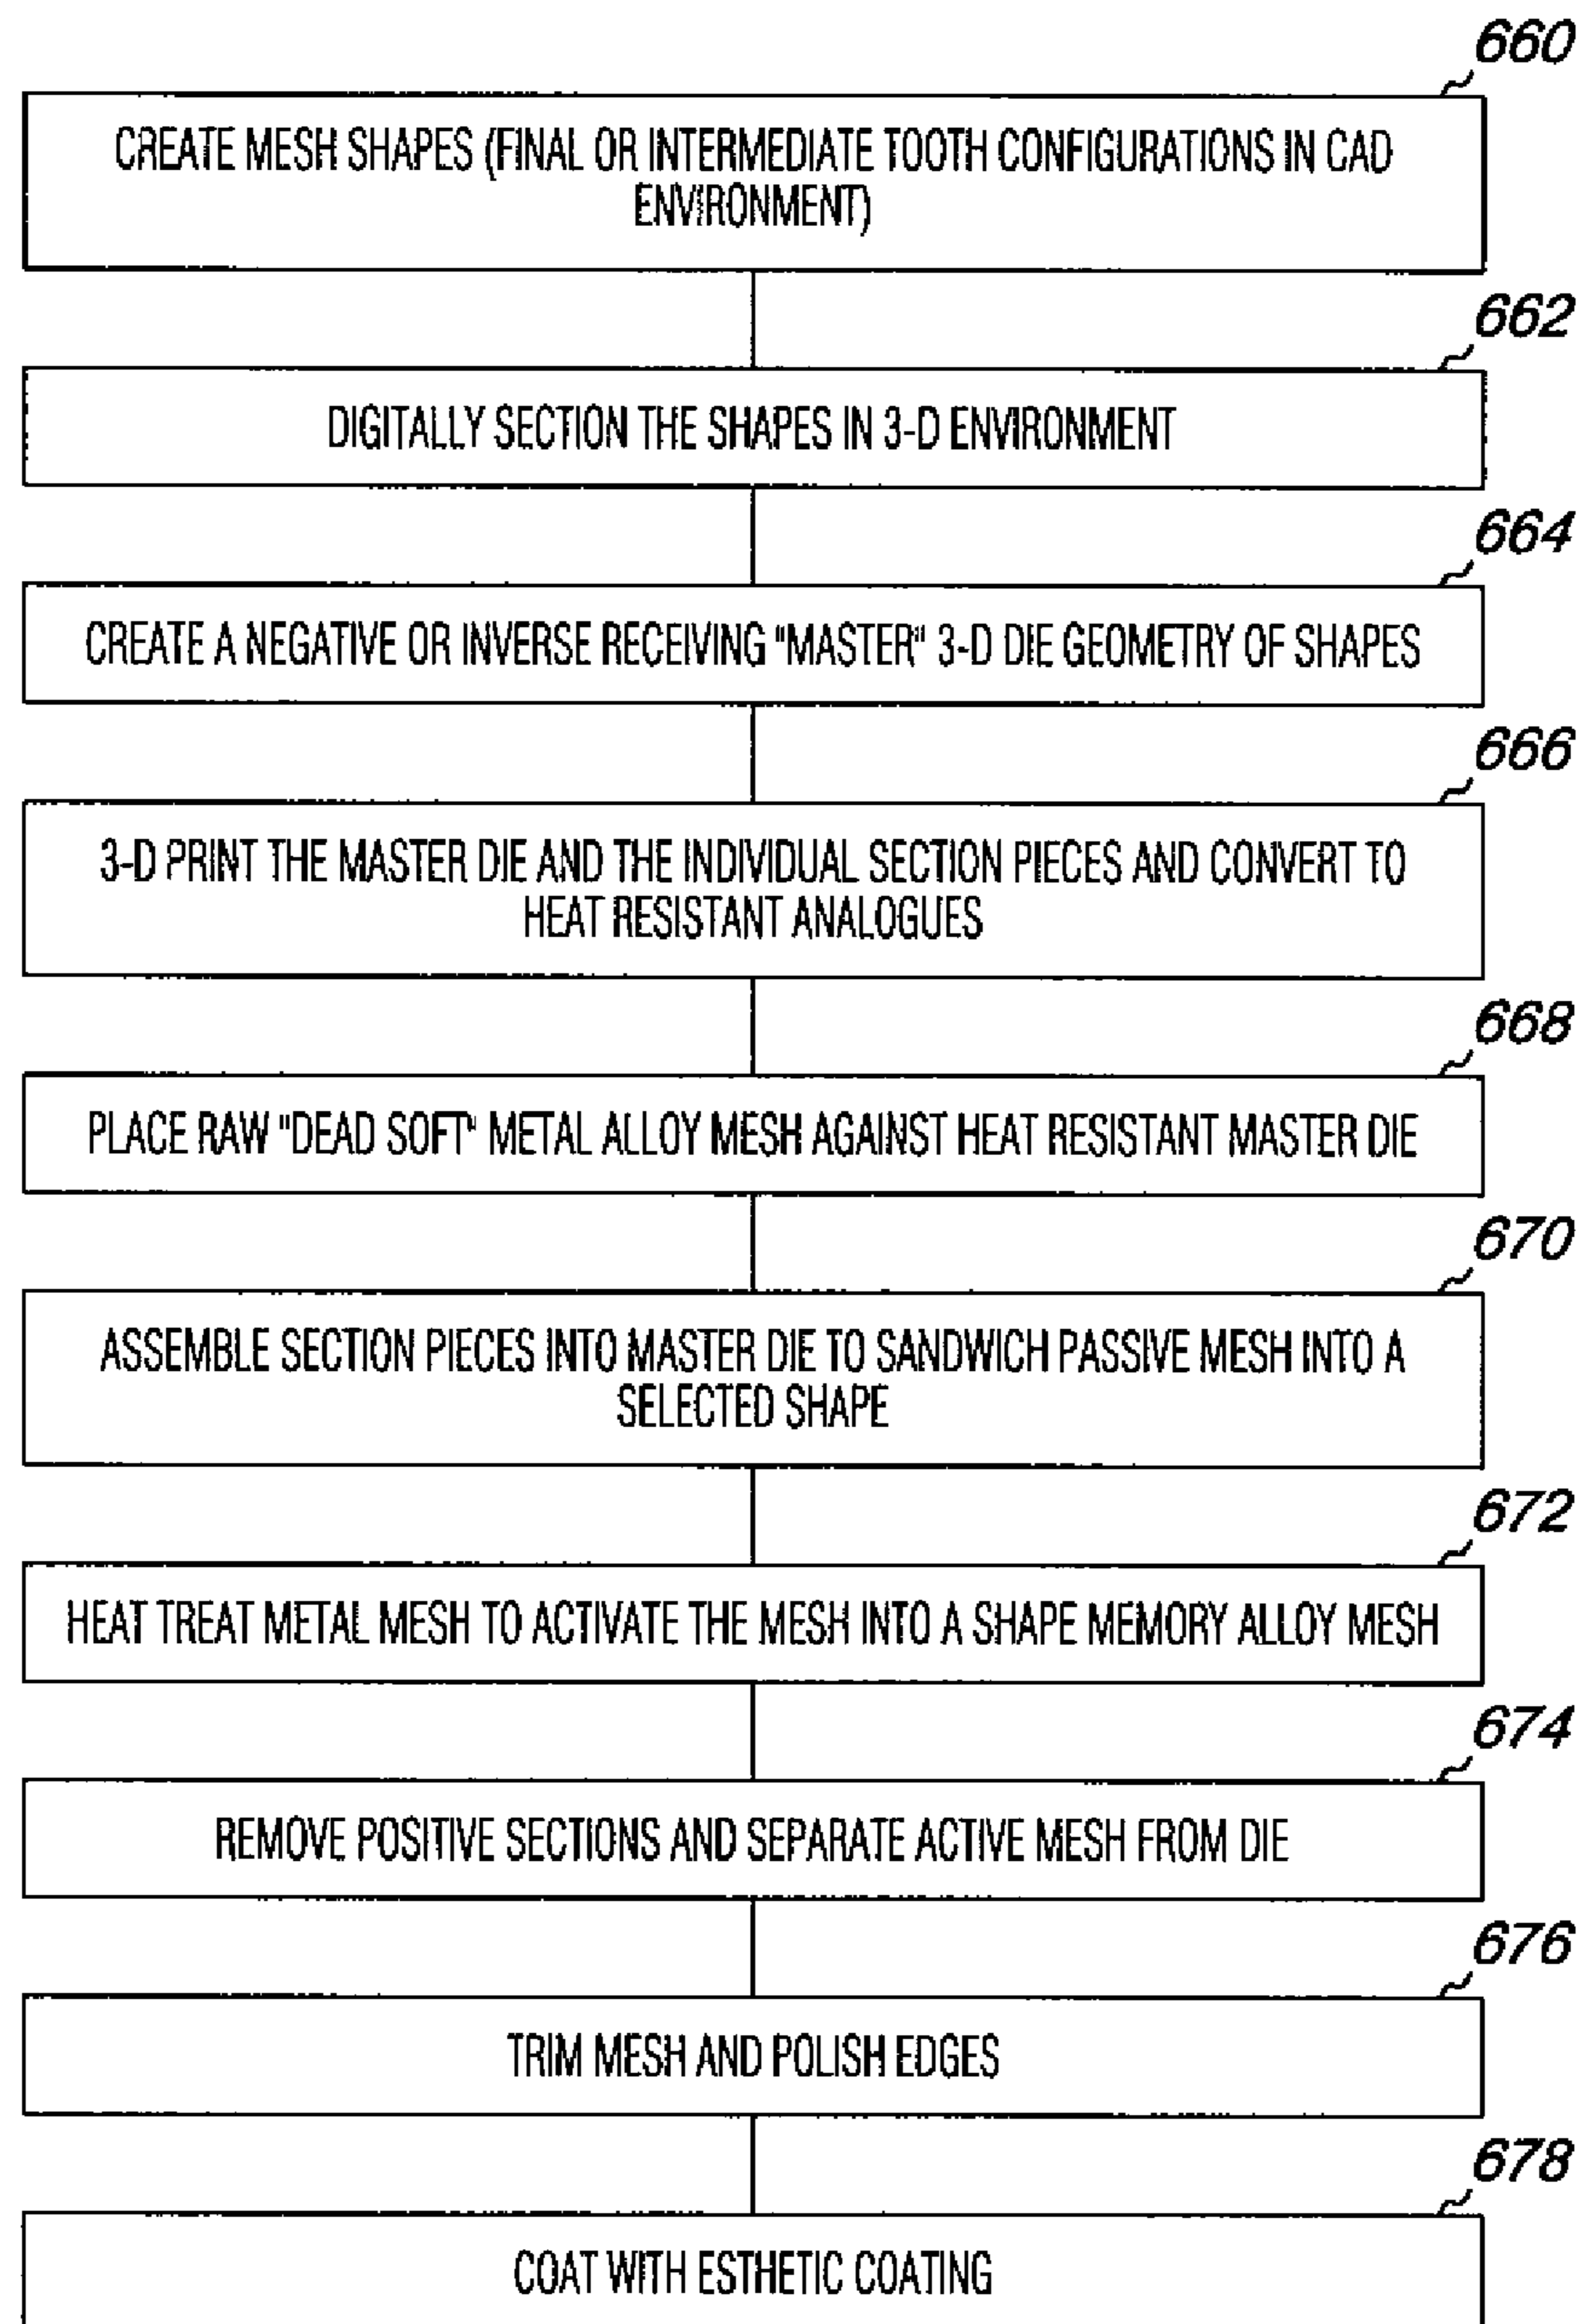 660
CREATE MESH SHAPES (FINAL OR INTERMEDIATE TOOTH CONFIGURATIONS IN CAD
ENVIRONMENT)
662
DIGITALLY SECTION THE SHAPES IN 3-D ENVIRONMENT
664
CREATE A NEGATIVE OR INVERSE RECEIVING "MASTER" 3-D DIE GEOMETRY OF SHAPES
666
3-D PRINT THE MASTER DIE AND THE INDIVIDUAL SECTION PIECES AND CONVERT TO
HEAT RESISTANT ANALOGUES
668
PLACE RAW "DEAD SOFT" METAL ALLOY MESH AGAINST HEAT RESISTANT MASTER DIE
670
ASSEMBLE SECTION PIECES INTO MASTER DIE TO SANDWICH PASSIVE MESH INTO A
SELECTED SHAPE
672
HEAT TREAT METAL MESH TO ACTIVATE THE MESH INTO A SHAPE MEMORY ALLOY MESH
674
REMOVE POSITIVE SECTIONS AND SEPARATE ACTIVE MESH FROM DIE
676
TRIM MESH AND POLISH EDGES
678
COAT WITH ESTHETIC COATING